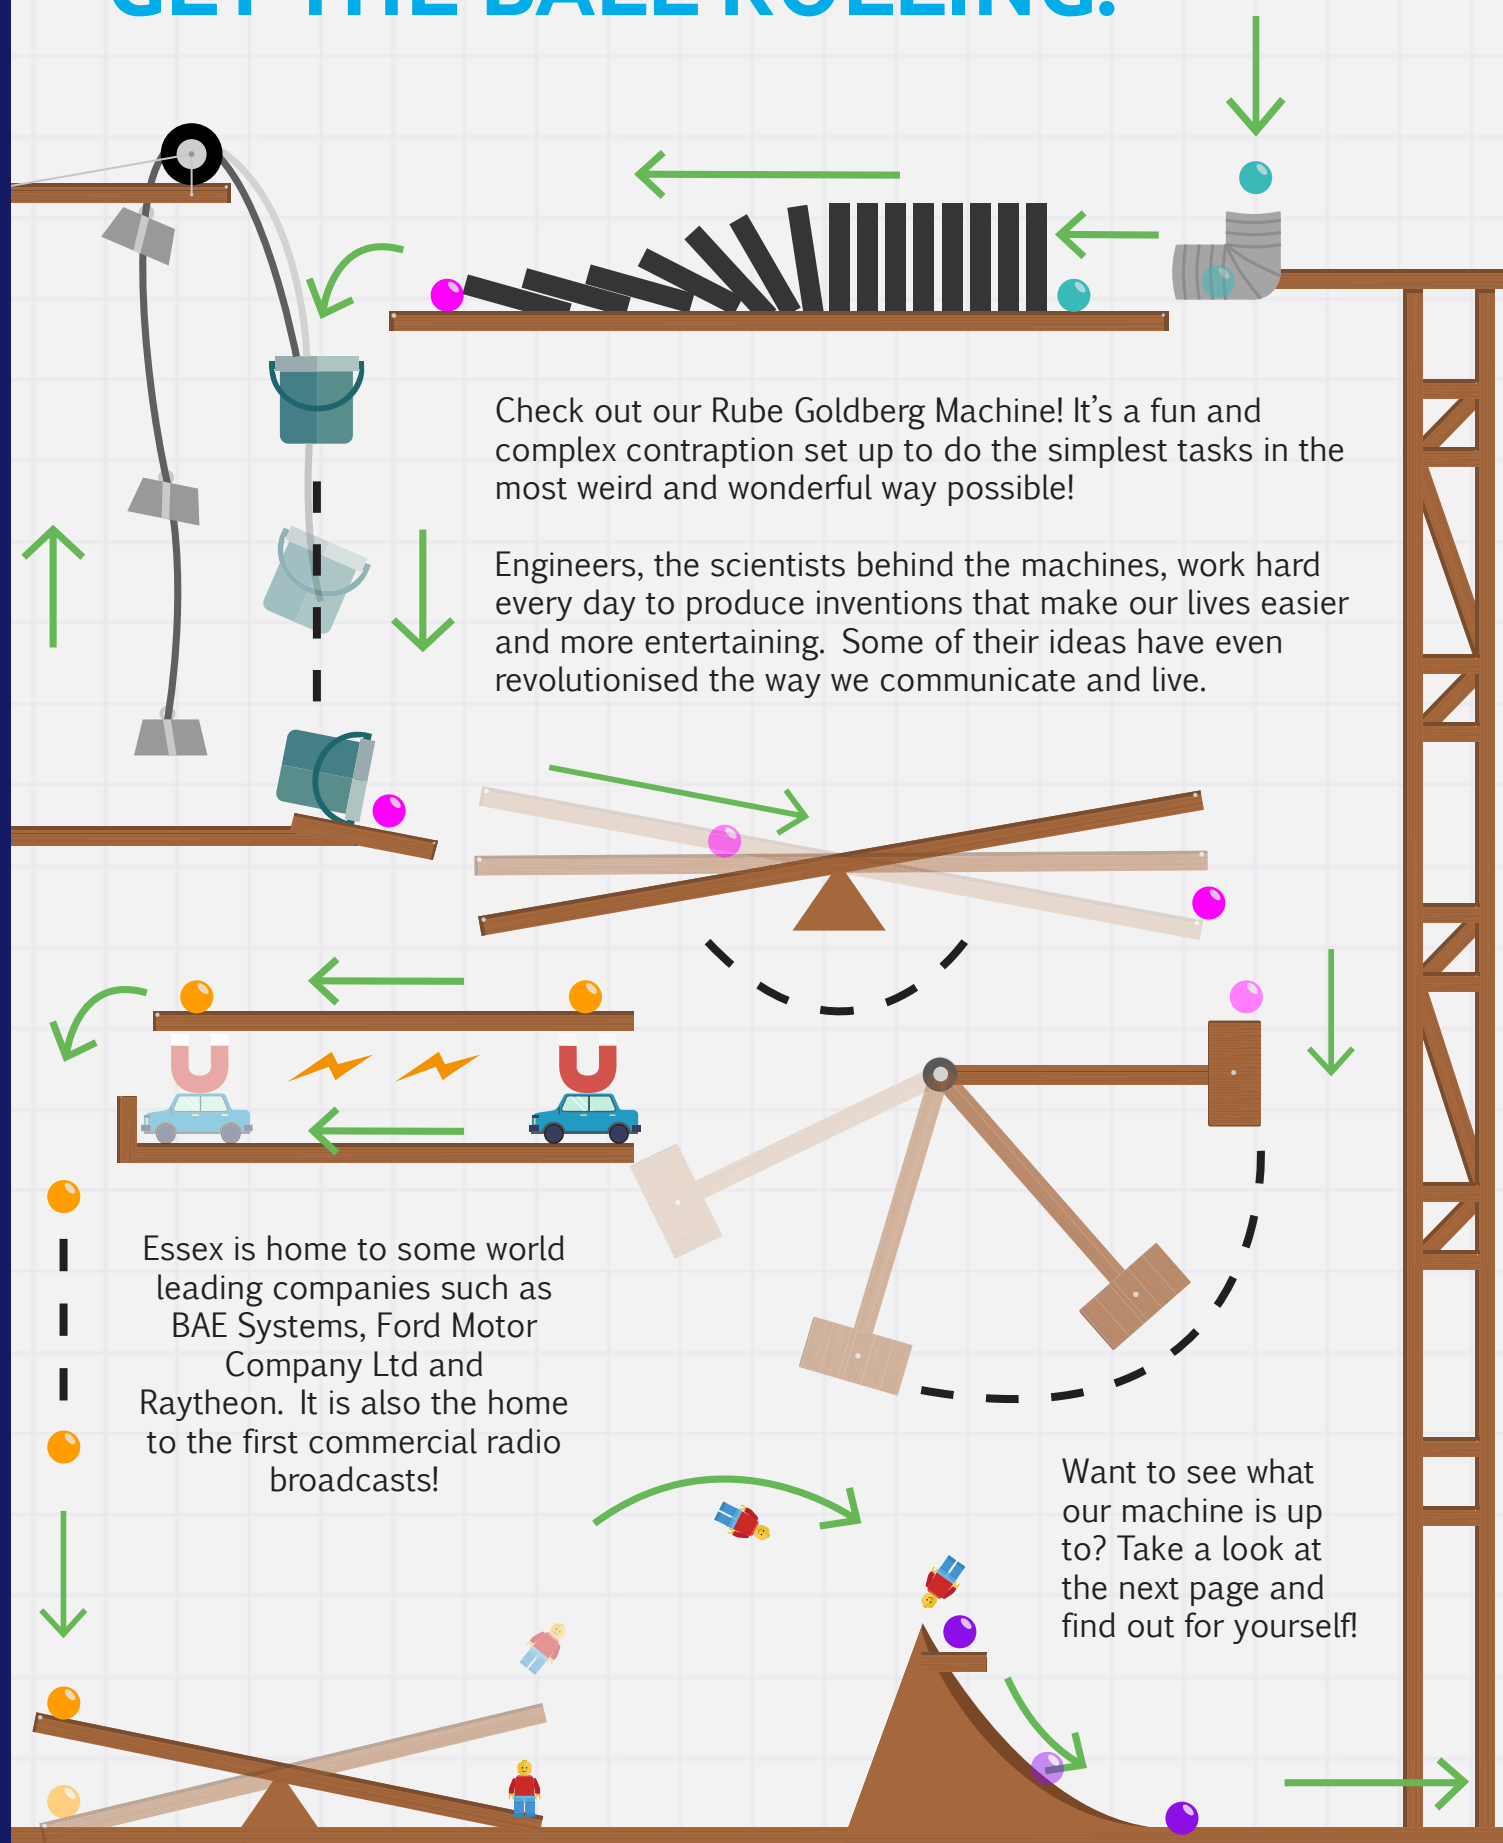 GET THE BALL ROLLING!
Check out our Rube Goldberg Machine! It’s a fun and
complex contraption set up to do the simplest tasks in the
most weird and wonderful way possible!
Engineers, the scientists behind the machines, work hard
every day to produce inventions that make our lives easier
and more entertaining. Some of their ideas have even
revolutionised the way we communicate and live.
Essex is home to some world
leading companies such as
BAE Systems, Ford Motor
Company Ltd and
Raytheon. It is also the home
to the first commercial radio
broadcasts!
Want to see what
our machine is up
to? Take a look at
the next page and
find out for yourself!